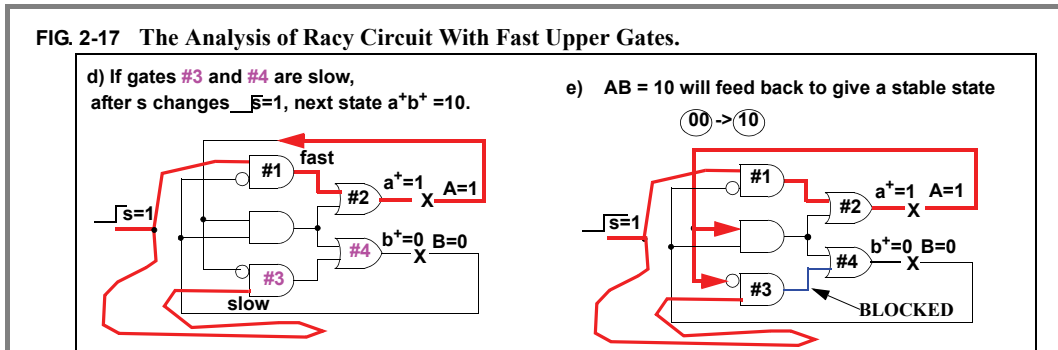 FIG. 2-17 The Analysis of Racy Circuit With Fast Upper Gates.
d) If gates #3 and #4 are slow,
after s changes s=1, next state a+b+ =10.
fast
#1
#2
a+=1
A=1
X
s=1
b+=0 B=0
#4
X
#3
slow
e) AB = 10 will feed back to give a stable state
00 -> 10
#1
#2
a+=1 A=1
X
s=1
b+=0 B=0
#4
X
#3
BLOCKED